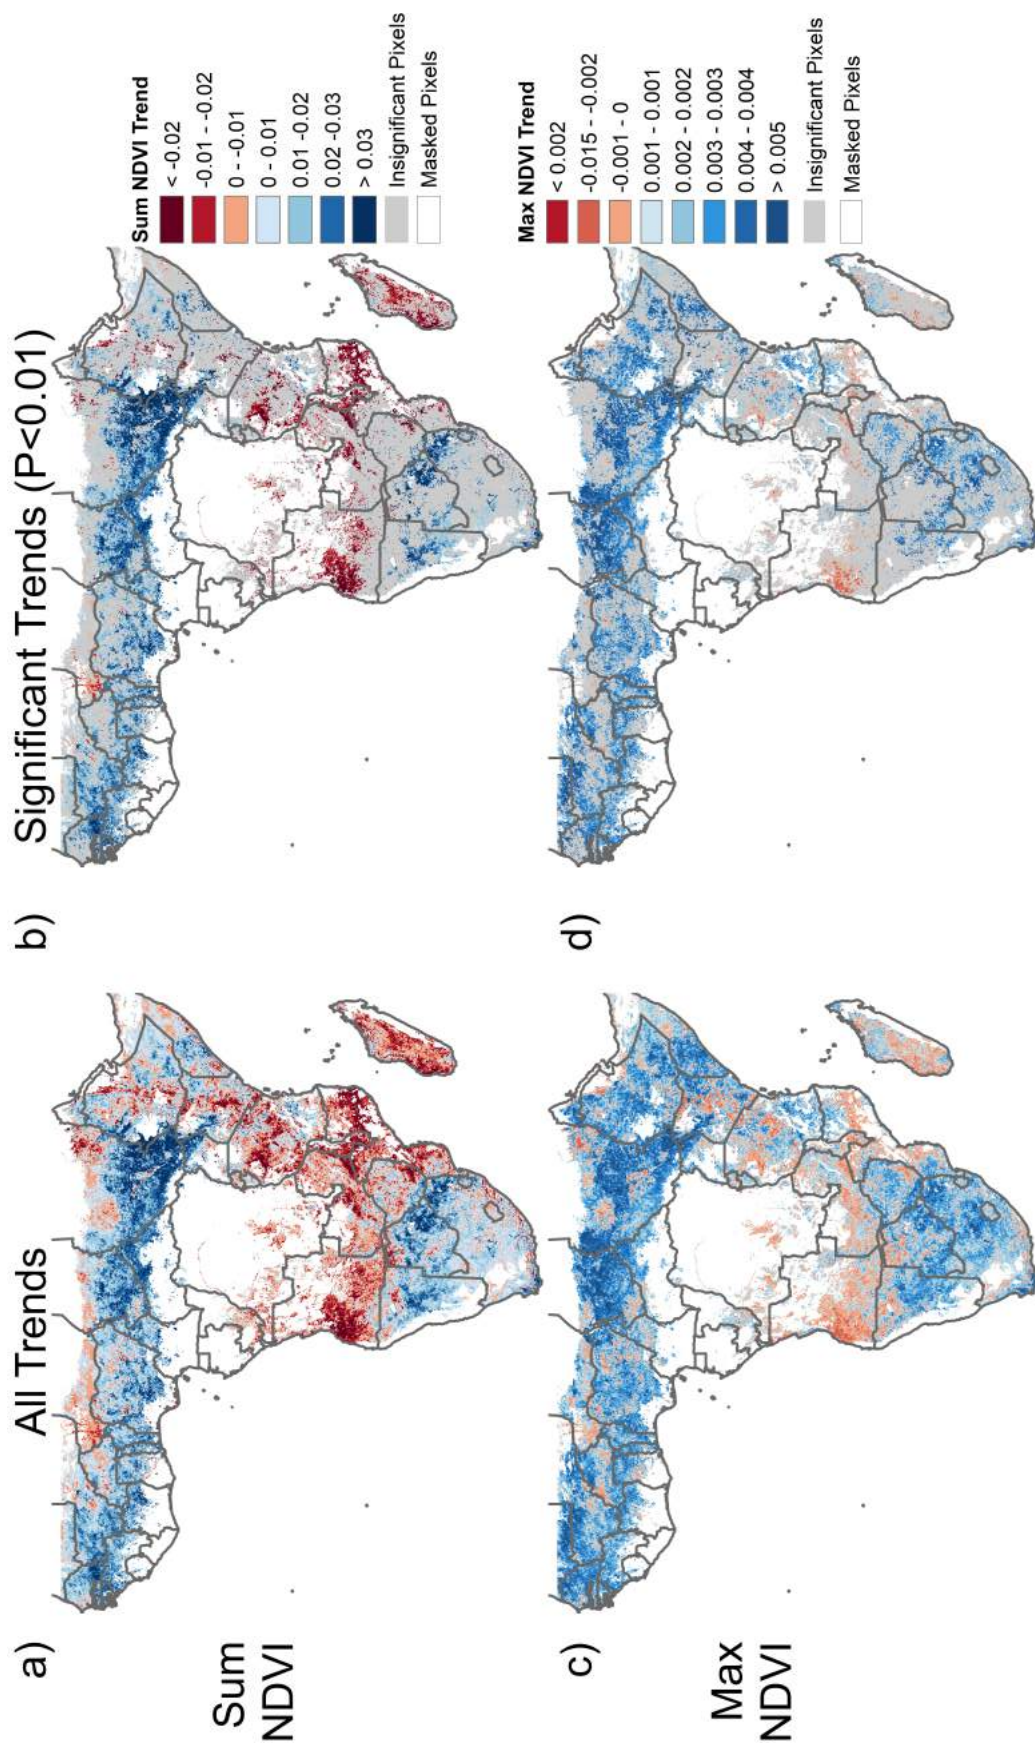 All Trends
Significant Trends (P<0.01)
a)
b)
Sum
NDVI
Sum NDVI Trend
< -0.02
-0.01 - -0.02
0 - -0.01
0 - 0.01
0.01 -0.02
0.02 -0.03
> 0.03
Insignificant Pixels
Masked Pixels
c)
d)
Max
NDVI
Max NDVI Trend
< 0.002
-0.015 - -0.002
-0.001 - 0
0.001 - 0.001
0.002 - 0.002
0.003 - 0.003
0.004 - 0.004
> 0.005
Insignificant Pixels
Masked Pixels